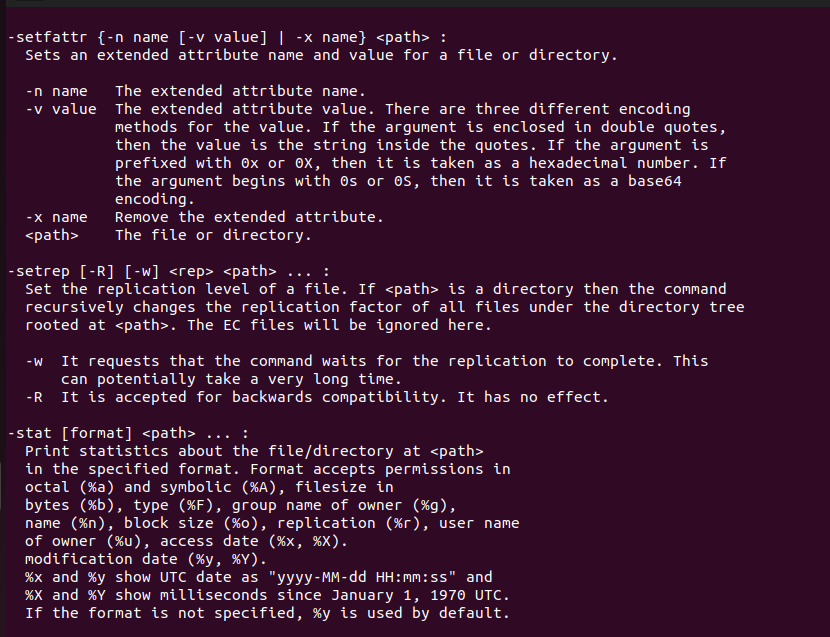 -setfattr {-n name [-v value] | -x name} <path> :
  Sets an extended attribute name and value for a file or directory.

  -n name   The extended attribute name.
  -v value  The extended attribute value. There are three different encoding
            methods for the value. If the argument is enclosed in double quotes,
            then the value is the string inside the quotes. If the argument is
            prefixed with 0x or 0X, then it is taken as a hexadecimal number. If
            the argument begins with 0s or 0S, then it is taken as a base64
            encoding.
  -x name   Remove the extended attribute.
  <path>    The file or directory.

-setrep [-R] [-w] <rep> <path> ... :
  Set the replication level of a file. If <path> is a directory then the command
  recursively changes the replication factor of all files under the directory tree
  rooted at <path>. The EC files will be ignored here.

  -w  It requests that the command waits for the replication to complete. This
      can potentially take a very long time.
  -R  It is accepted for backwards compatibility. It has no effect.

-stat [format] <path> ... :
  Print statistics about the file/directory at <path>
  in the specified format. Format accepts permissions in
  octal (%a) and symbolic (%A), filesize in
  bytes (%b), type (%F), group name of owner (%g),
  name (%n), block size (%o), replication (%r), user name
  of owner (%u), access date (%x, %X).
  modification date (%y, %Y).
  %x and %y show UTC date as "yyyy-MM-dd HH:mm:ss" and
  %X and %Y show milliseconds since January 1, 1970 UTC.
  If the format is not specified, %y is used by default.